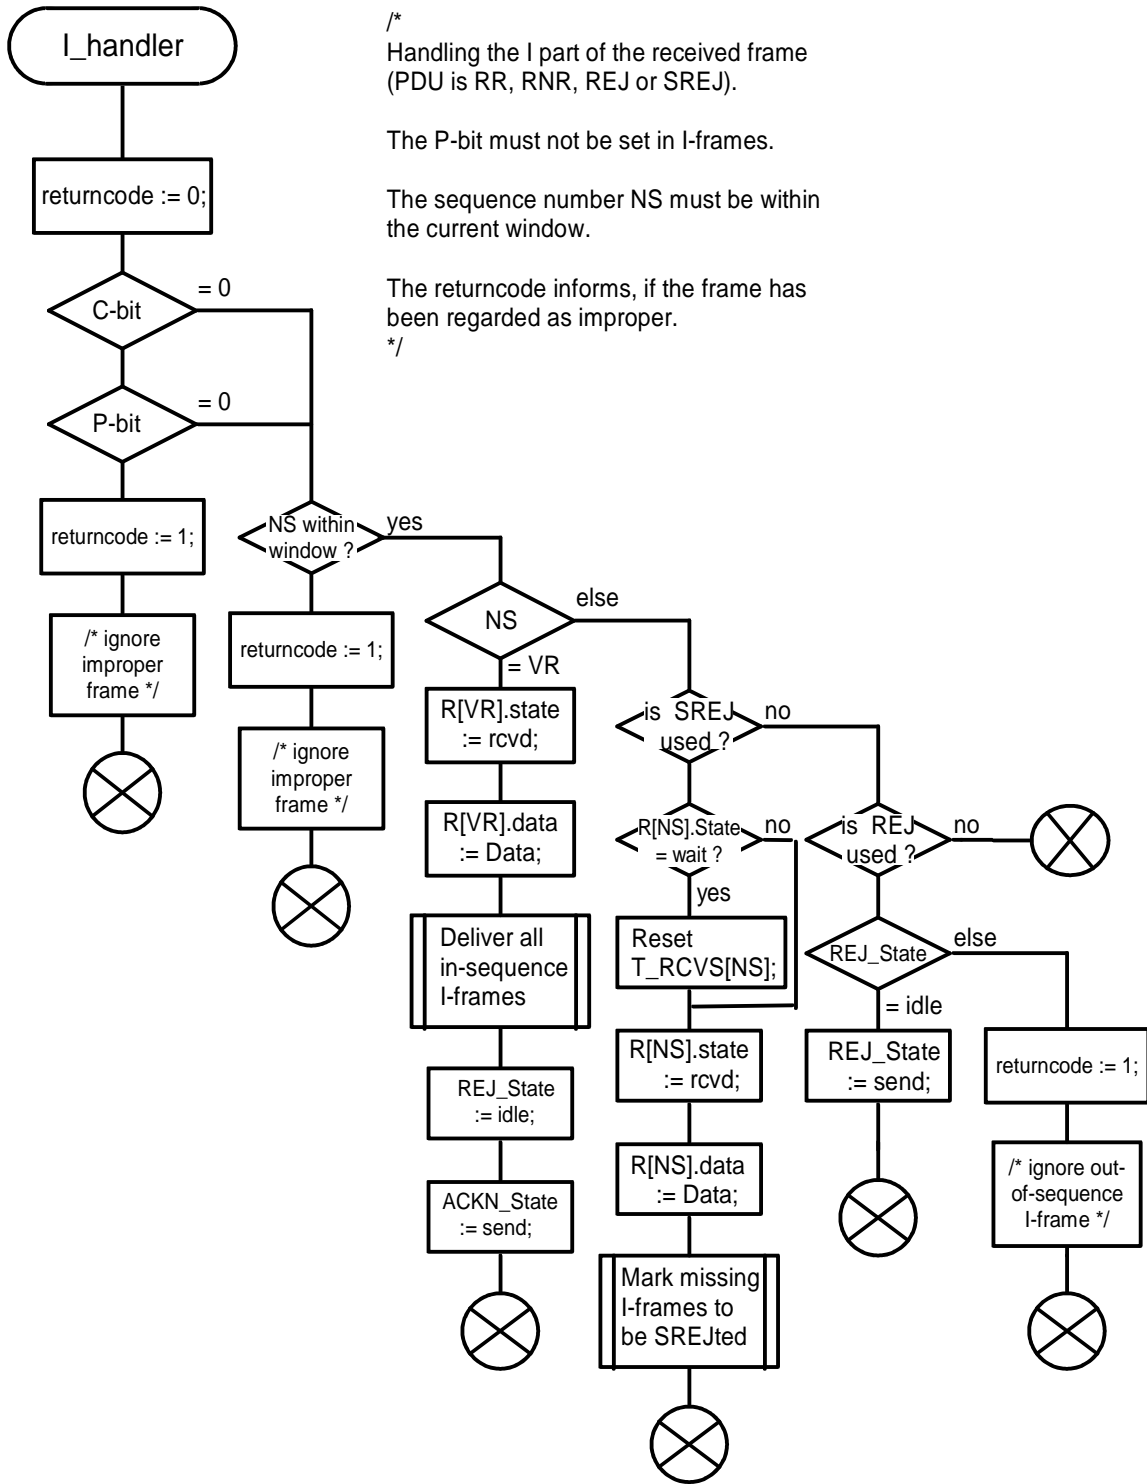 I_handler
/*
Handling the I part of the received frame
(PDU is RR, RNR, REJ or SREJ).
The P-bit must not be set in I-frames.
The sequence number NS must be within
the current window.
The returncode informs, if the frame has
been regarded as improper.
*/
returncode := 0;
C-bit
= 0
P-bit
= 0
returncode := 1;
/* ignore
improper
frame */
NS within
window ?
yes
returncode := 1;
/* ignore
improper
frame */
NS
else
= VR
R[VR].state
:= rcvd;
R[VR].data
:= Data;
Deliver all
in-sequence
I-frames
REJ_State
:= idle;
ACKN_State
:= send;
is SREJ
used ?
no
R[NS].State
= wait ?
no
yes
Reset
T_RCVS[NS];
R[NS].state
:= rcvd;
R[NS].data
:= Data;
Mark missing
I-frames to
be SREJted
is REJ
used ?
no
REJ_State
else
= idle
REJ_State
:= send;
returncode := 1;
/* ignore out-
of-sequence
I-frame */